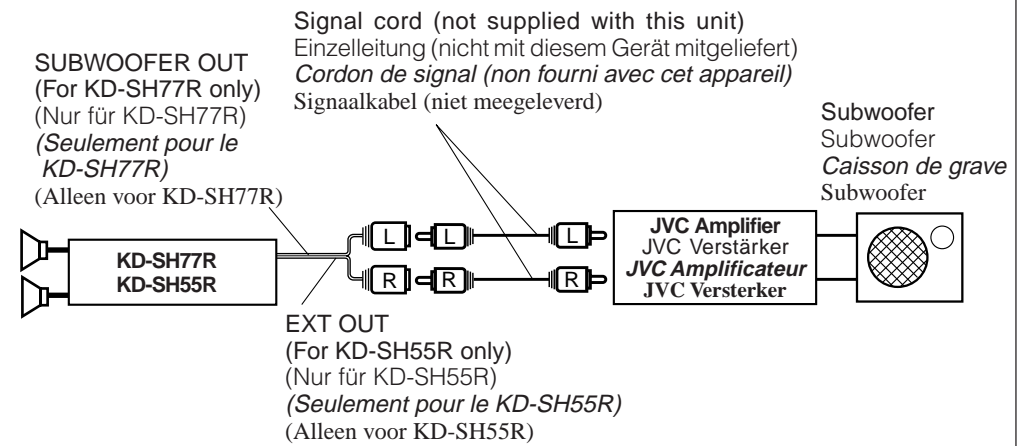 Signal cord (not supplied with this unit)
Einzelleitung (nicht mit diesem Gerät mitgeliefert)
Cordon de signal (non fourni avec cet appareil)
Signaalkabel (niet meegeleverd)
SUBWOOFER OUT
(For KD-SH77R only)
(Nur für KD-SH77R)
(Seulement pour le
KD-SH77R)
(Alleen voor KD-SH77R)
Subwoofer
Subwoofer
Caisson de grave
Subwoofer
KD-SH77R
KD-SH55R
L L L
R R R
JVC Amplifier
JVC Verstärker
JVC Amplificateur
JVC Versterker
EXT OUT
(For KD-SH55R only)
(Nur für KD-SH55R)
(Seulement pour le KD-SH55R)
(Alleen voor KD-SH55R)